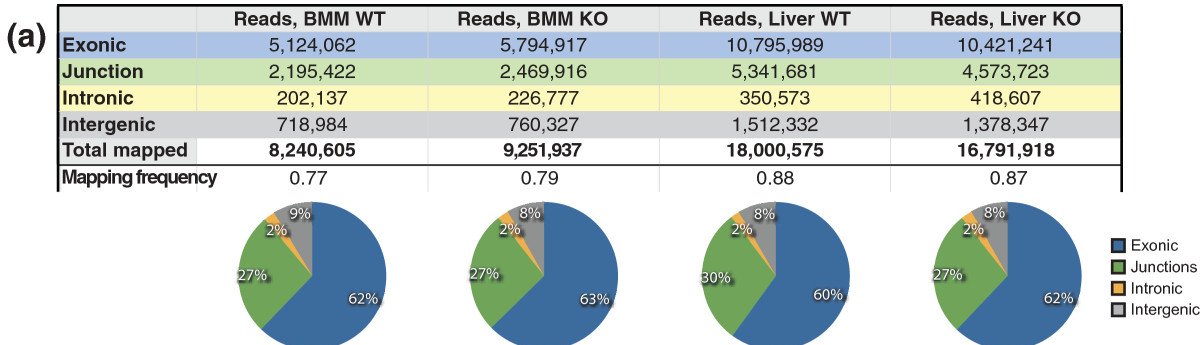 (a)
Reads, BMM WT Reads, BMM KO Reads, Liver WT Reads, Liver KO
Exonic 5,124,062 5,794,917 10,795,989 10,421,241
Junction 2,195,422 2,469,916 5,341,681 4,573,723
Intronic 202,137 226,777 350,573 418,607
Intergenic 718,984 760,327 1,512,332 1,378,347
Total mapped 8,240,605 9,251,937 18,000,575 16,791,918
Mapping frequency 0.77 0.79 0.88 0.87
9% 2% 27% 62%
8% 2% 27% 63%
8% 2% 30% 60%
8% 2% 27% 62%
Exonic
Junctions
Intronic
Intergenic